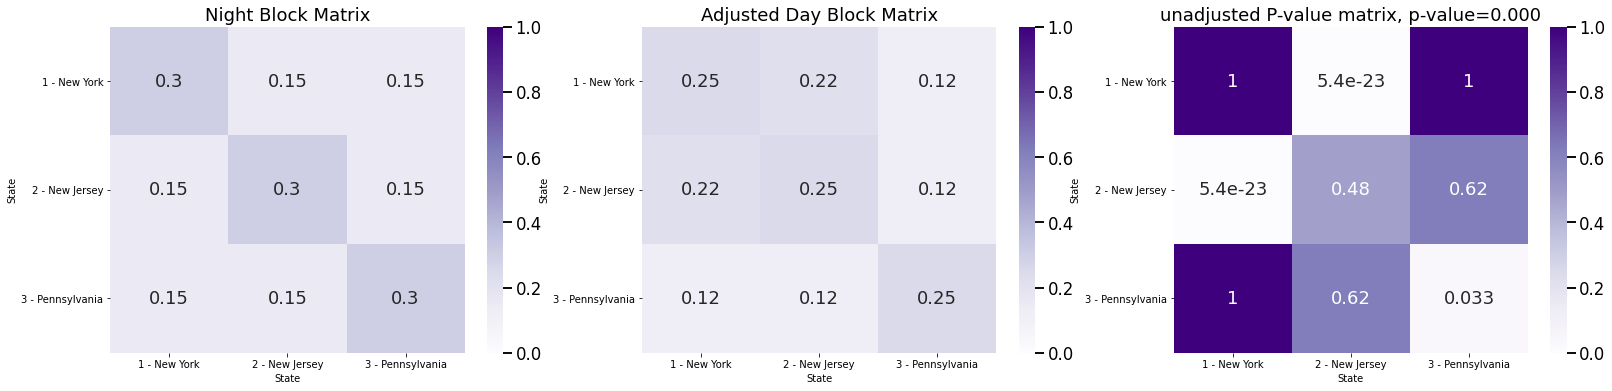 Night Block Matrix
1 - New York
2 - New Jersey
3 - Pennsylvania
State
0.3 0.15 0.15
0.15 0.3 0.15
0.15 0.15 0.3
1 - New York 2 - New Jersey 3 - Pennsylvania
State
1.0
0.8
0.6
0.4
0.2
0.0
Adjusted Day Block Matrix
1 - New York
2 - New Jersey
3 - Pennsylvania
State
0.25 0.22 0.12
0.22 0.25 0.12
0.12 0.12 0.25
1 - New York 2 - New Jersey 3 - Pennsylvania
State
1.0
0.8
0.6
0.4
0.2
0.0
unadjusted P-value matrix, p-value=0.000
1 - New York
2 - New Jersey
3 - Pennsylvania
State
1 5.4e-23 1
5.4e-23 0.48 0.62
1 0.62 0.033
1 - New York 2 - New Jersey 3 - Pennsylvania
State
1.0
0.8
0.6
0.4
0.2
0.0